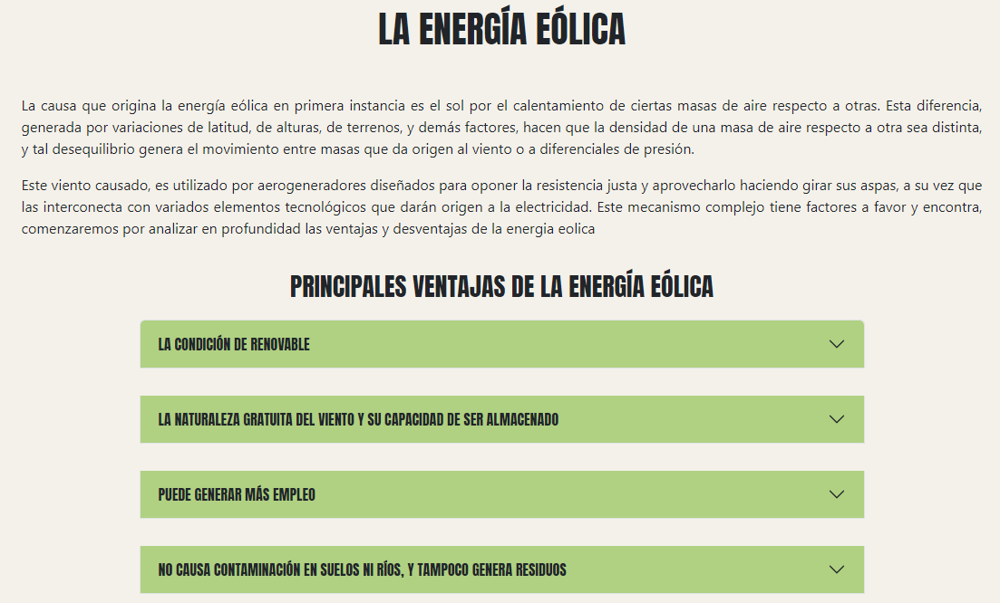 LA ENERGÍA EÓLICA
La causa que origina la energía eólica en primera instancia es el sol por el calentamiento de ciertas masas de aire respecto a otras. Esta diferencia,
generada por variaciones de latitud, de alturas, de terrenos, y demás factores, hacen que la densidad de una masa de aire respecto a otra sea distinta,
y tal desequilibrio genera el movimiento entre masas que da origen al viento o a diferenciales de presión.
Este viento causado, es utilizado por aerogeneradores diseñados para oponer la resistencia justa y aprovecharlo haciendo girar sus aspas, a su vez que
las interconecta con variados elementos tecnológicos que darán origen a la electricidad. Este mecanismo complejo tiene factores a favor y encontra,
comenzaremos por analizar en profundidad las ventajas y desventajas de la energia eolica
PRINCIPALES VENTAJAS DE LA ENERGÍA EÓLICA
LA CONDICIÓN DE RENOVABLE
LA NATURALEZA GRATUITA DEL VIENTO Y SU CAPACIDAD DE SER ALMACENADO
PUEDE GENERAR MÁS EMPLEO
NO CAUSA CONTAMINACIÓN EN SUELOS NI RÍOS, Y TAMPOCO GENERA RESIDUOS